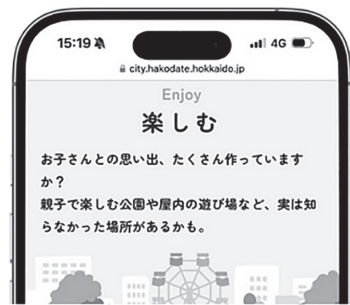 15:19
4G
city.hakodate.hokkaido.jp
Enjoy
楽しむ
お子さんとの思い出、たくさん作っています
か？
親子で楽しむ公園や屋内の遊び場など、実は知
らなかった場所があるかも。